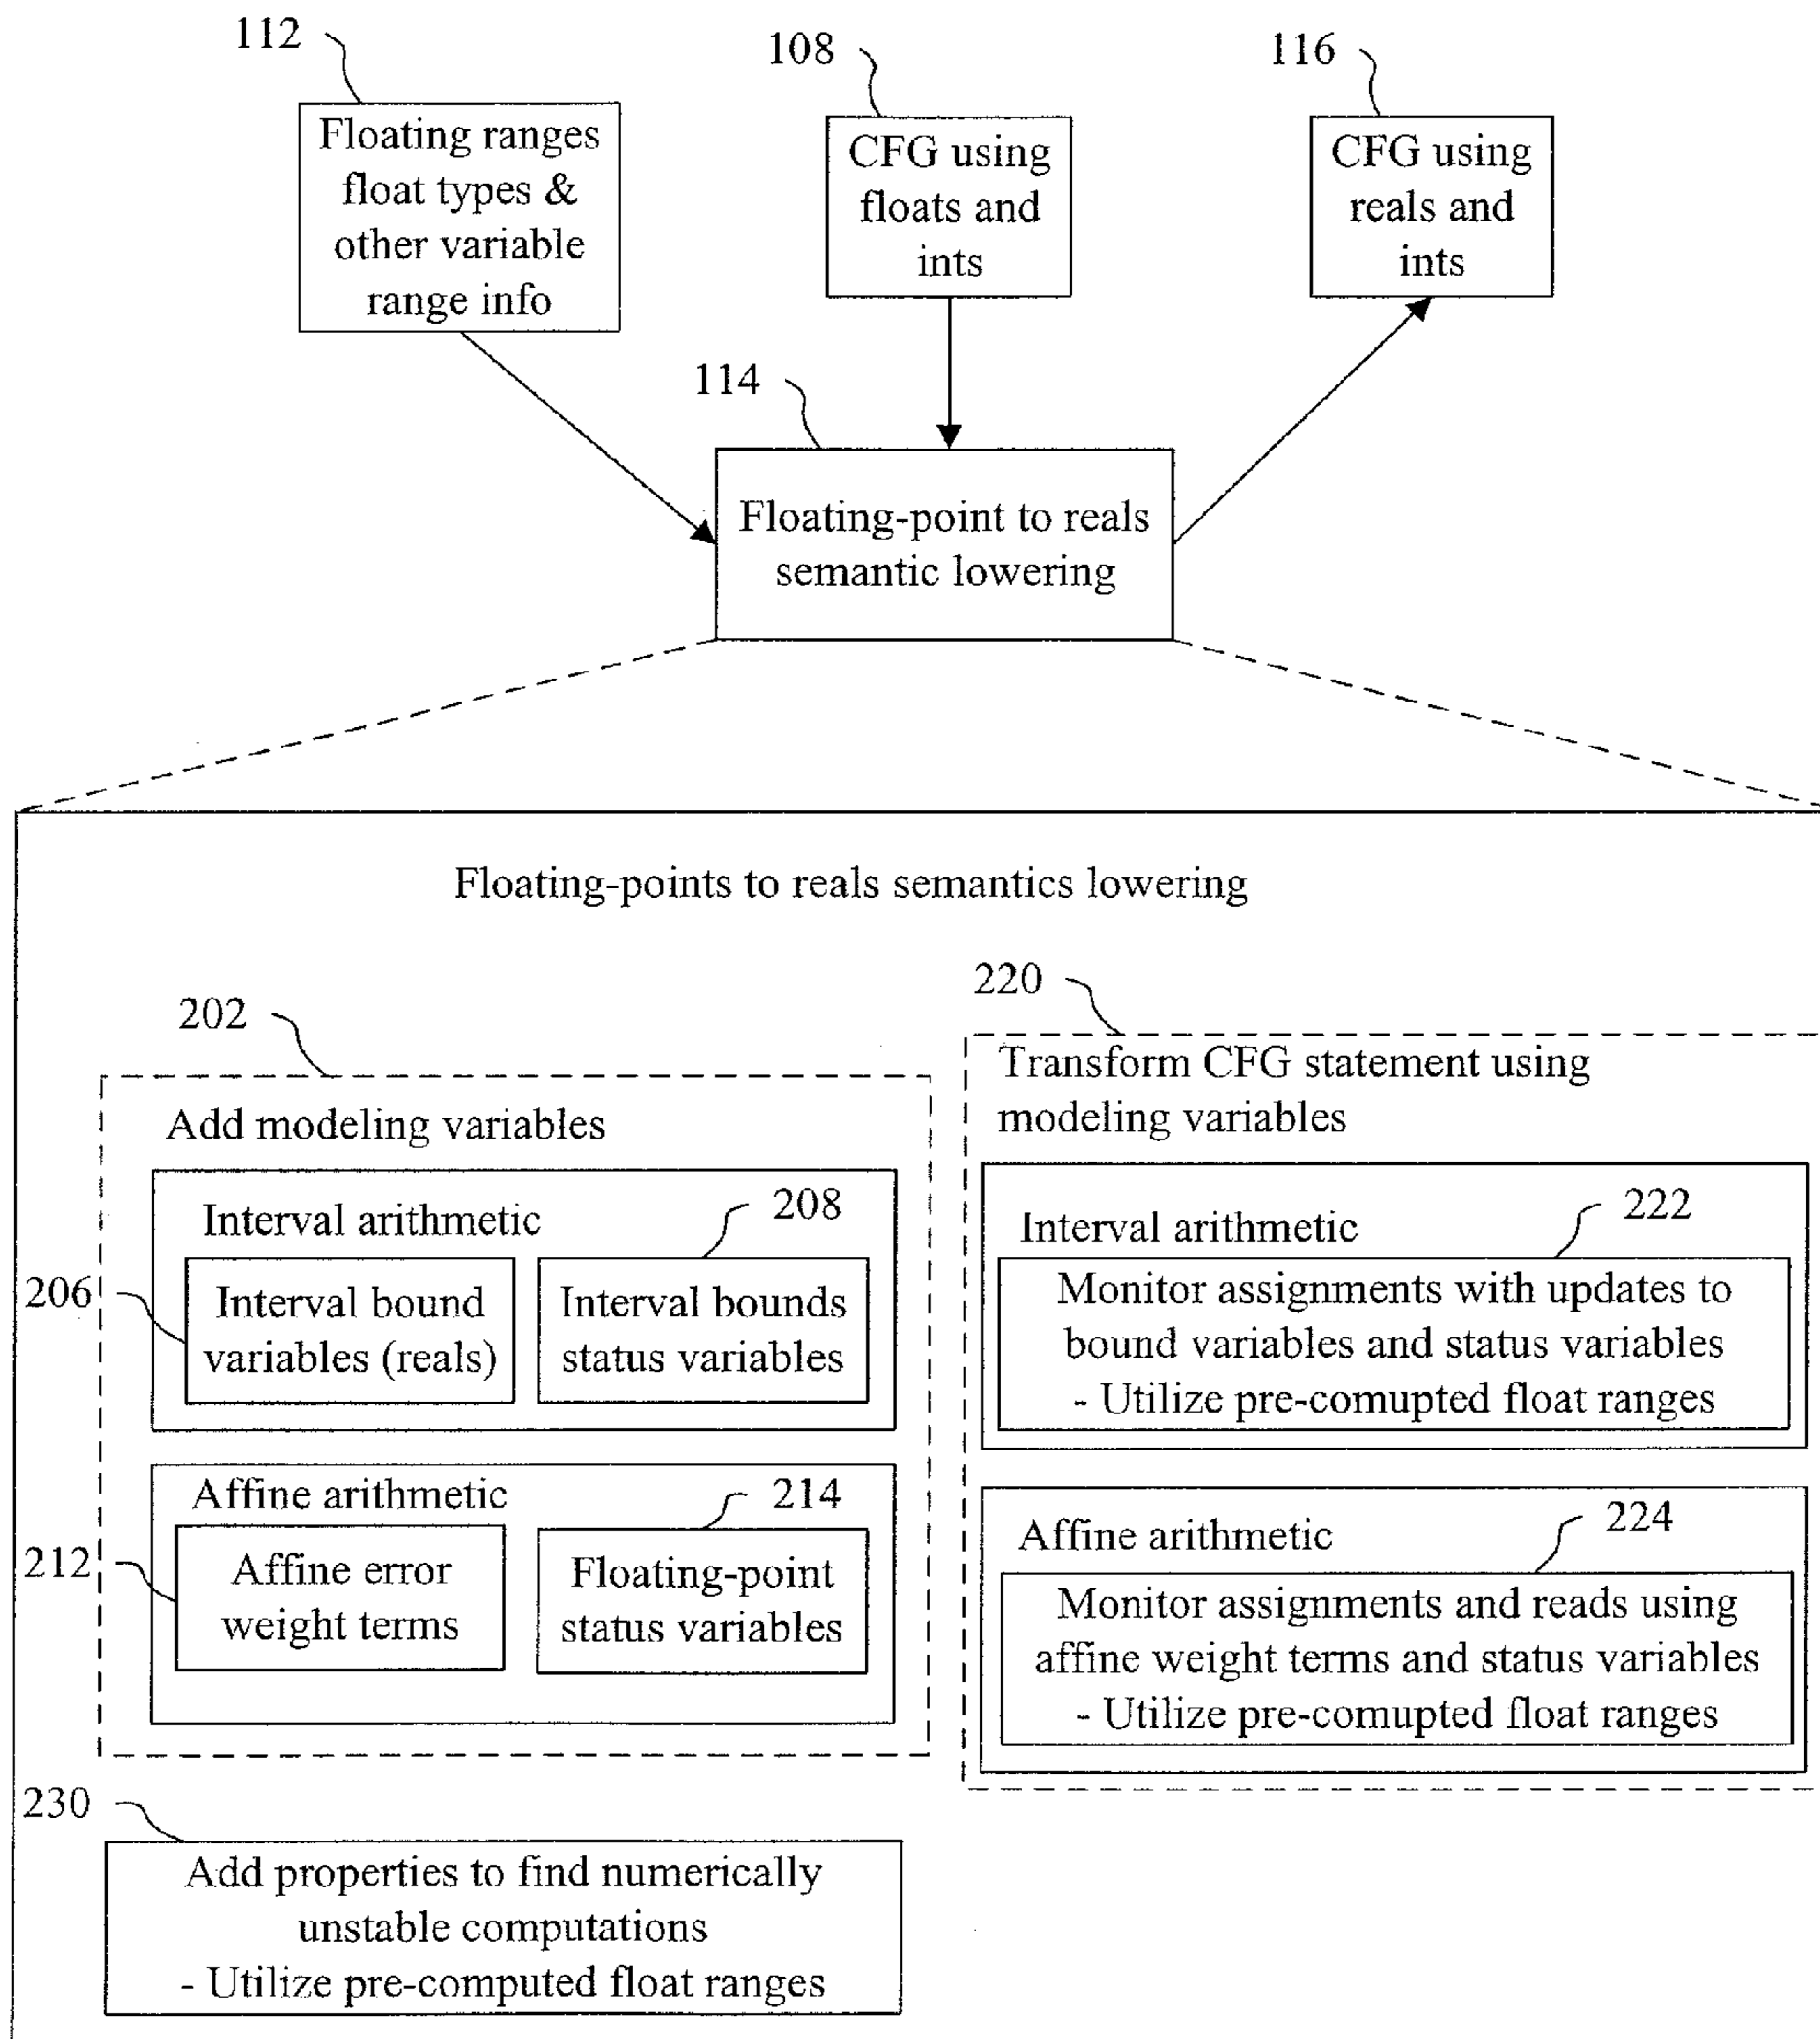 112
108
116
Floating ranges
float types &
other variable
range info
CFG using
floats and
ints
CFG using
reals and
ints
114
Floating-point to reals
semantic lowering
Floating-points to reals semantics lowering
202
Add modeling variables
Interval arithmetic
208
206
Interval bound
variables (reals)
Interval bounds
status variables
Affine arithmetic
214
212
Affine error
weight terms
Floating-point
status variables
220
Transform CFG statement using
modeling variables
Interval arithmetic
222
Monitor assignments with updates to
bound variables and status variables
- Utilize pre-comupted float ranges
Affine arithmetic
224
Monitor assignments and reads using
affine weight terms and status variables
- Utilize pre-comupted float ranges
230
Add properties to find numerically
unstable computations
- Utilize pre-computed float ranges